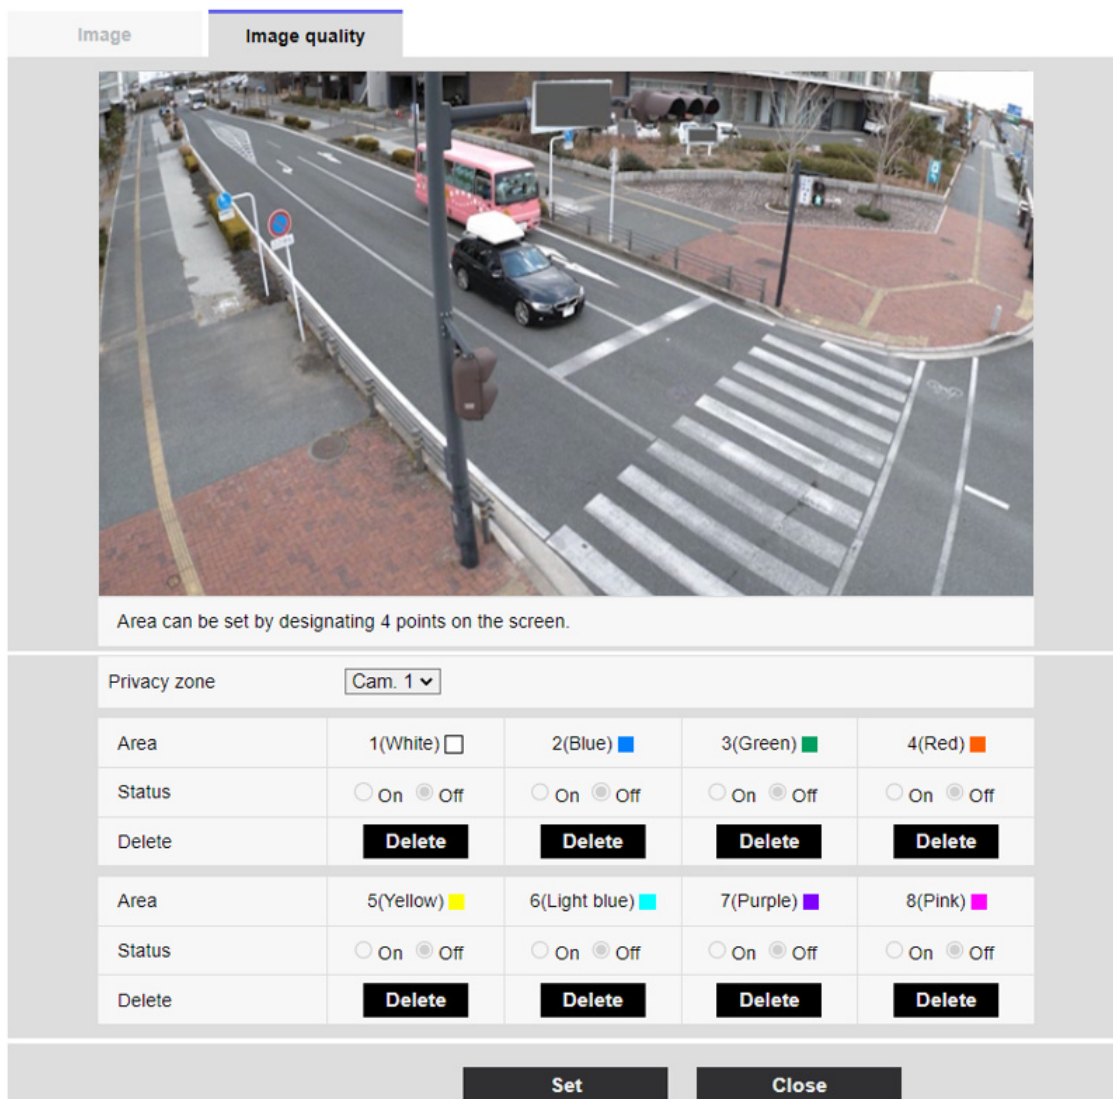 Image Image quality
Area can be set by designating 4 points on the screen.
Privacy zone Cam. 1
Area 1(White) 2(Blue) 3(Green) 4(Red)
Status On Off On Off On Off On Off
Delete Delete Delete Delete Delete
Area 5(Yellow) 6(Light blue) 7(Purple) 8(Pink)
Status On Off On Off On Off On Off
Delete Delete Delete Delete Delete
Set Close